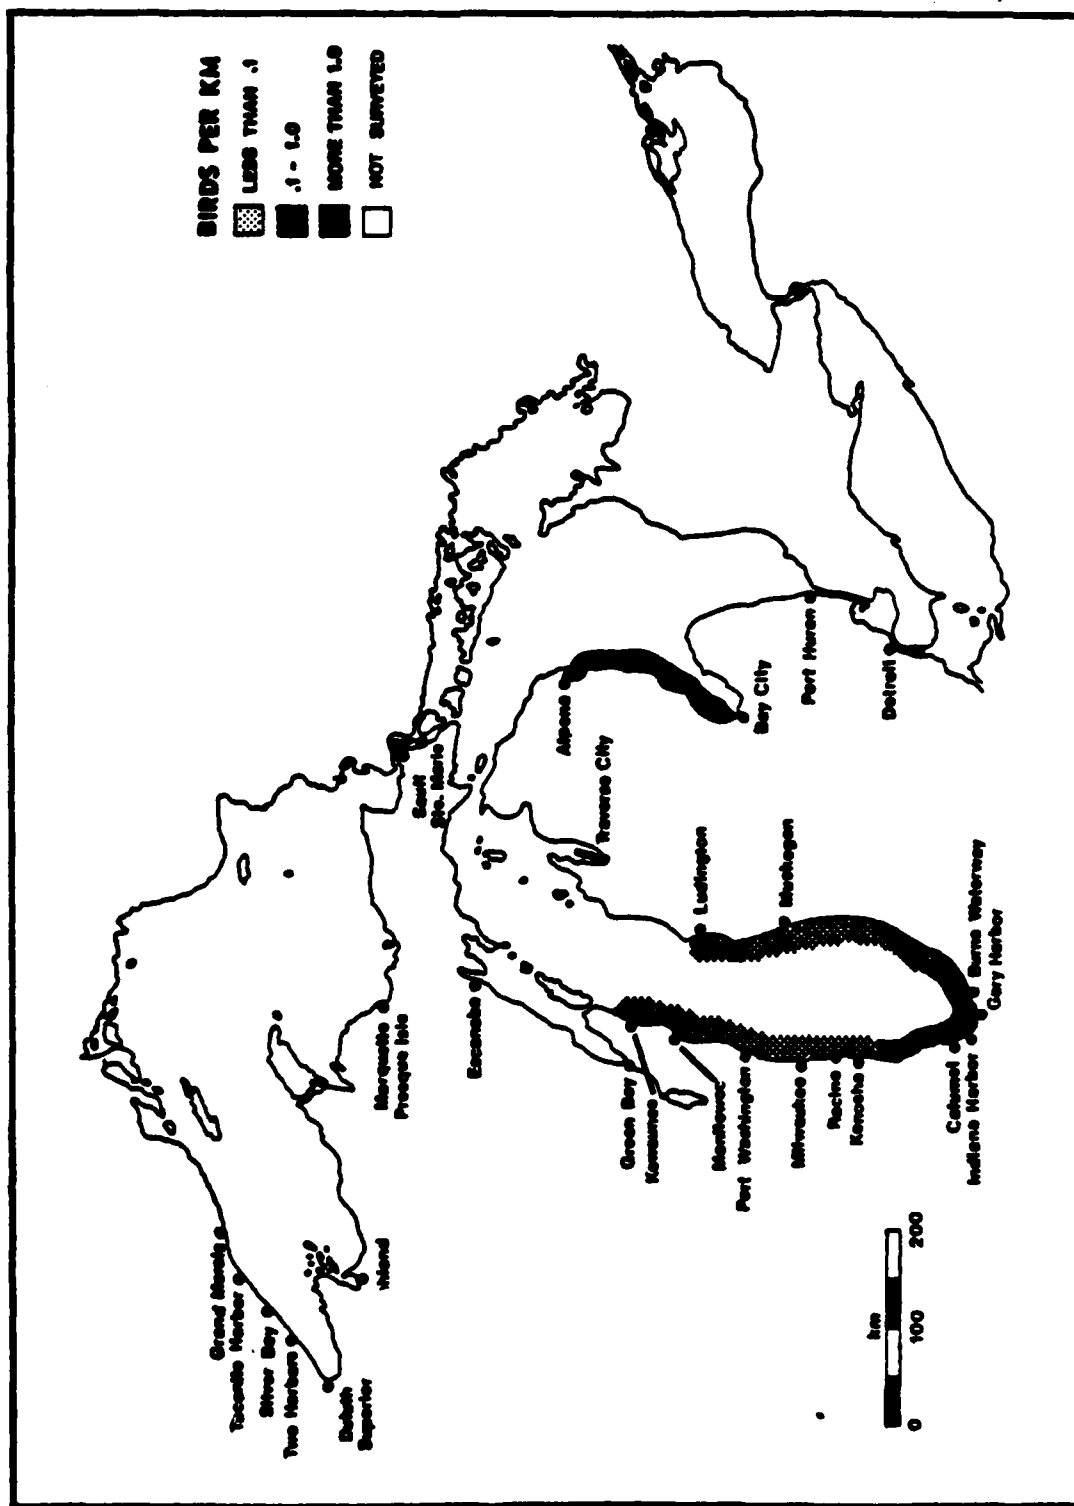 BIRDS PER KM
LESS THAN .1
.1 - 1.0
MORE THAN 1.0
NOT SURVEYED
Grand Marais
Taconite Harbor
Silver Bay
Two Harbors
Duluth
Superior
Marquette
Presque Isle
Sault
Ste. Marie
Escanaba
Alpena
Traverse City
Bay City
Port Huron
Detroit
Ludington
Muskegon
Burns Waterway
Gary Harbor
Green Bay
Kewaunee
Manitowoc
Port Washington
Milwaukee
Racine
Kenosha
Calumet
Indiana Harbor
km
0 100 200